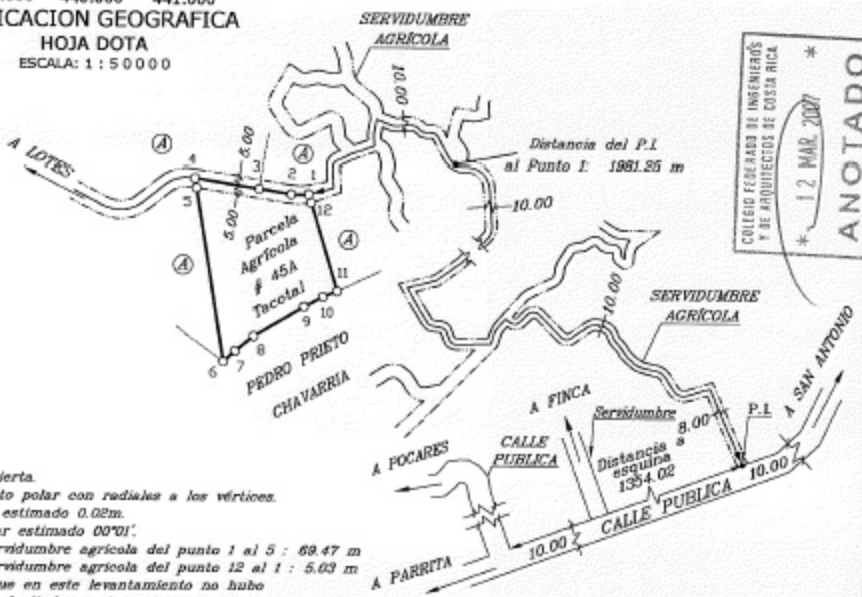 440.000 441.000
ICACION GEOGRAFICA
HOJA DOTA
ESCALA: 1:50000
SERVIDUMBRE
AGRÍCOLA
10.00
Distancia del P.I.
al Punto 1: 1981.25 m
10.00
A LOTES
A
5.00
A
4
3
2
1
5
12
5.00
A
A
Parcela
Agrícola
# 45A
Tacotal
11
10
9
8
7
6
PEDRO PRIETO
CHAVARRIA
COLEGIO FEDERADO DE INGENIEROS
Y DE ARQUITECTOS DE COSTA RICA
* 12 MAR. 2007 *
ANOTADO
10.00
SERVIDUMBRE
AGRÍCOLA
A SAN ANTONIO
P.I.
8.00
A FINCA
Servidumbre
Distancia a
esquina
1354.02
10.00
CALLE PUBLICA
10.00
A POCARES
CALLE
PUBLICA
A PARRITA
ierta.
to polar con radiales a los vértices.
estimado 0.02m.
ar estimado 00°01'.
rvidumbre agrícola del punto 1 al 5 : 69.47 m
rvidumbre agrícola del punto 12 al 1 : 5.03 m
ue en este levantamiento no hubo